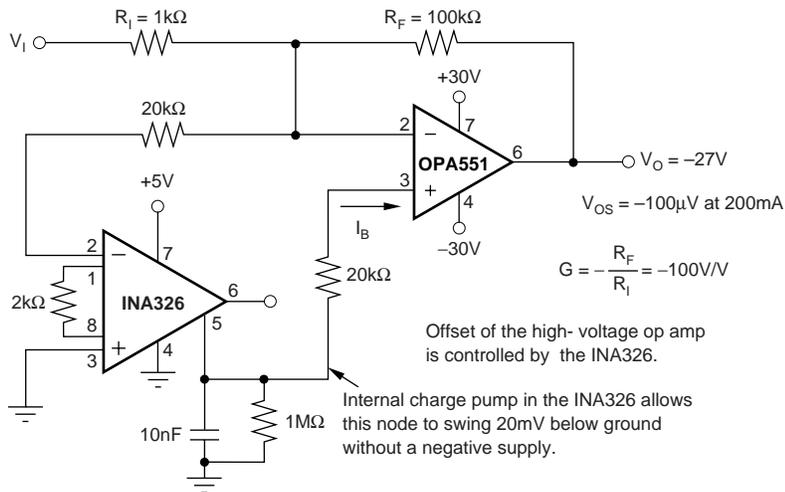 R_I = 1kΩ
R_F = 100kΩ
V_I
+30V
20kΩ
2
7
−
OPA551
6
V_O = −27V
+5V
3
+
4
V_OS = −100µV at 200mA
I_B
−30V
2
−
7
1
20kΩ
G = − R_F / R_I = −100V/V
2kΩ
INA326
6
8
5
+
3
4
Offset of the high- voltage op amp
is controlled by the INA326.
Internal charge pump in the INA326 allows
this node to swing 20mV below ground
without a negative supply.
10nF
1MΩ